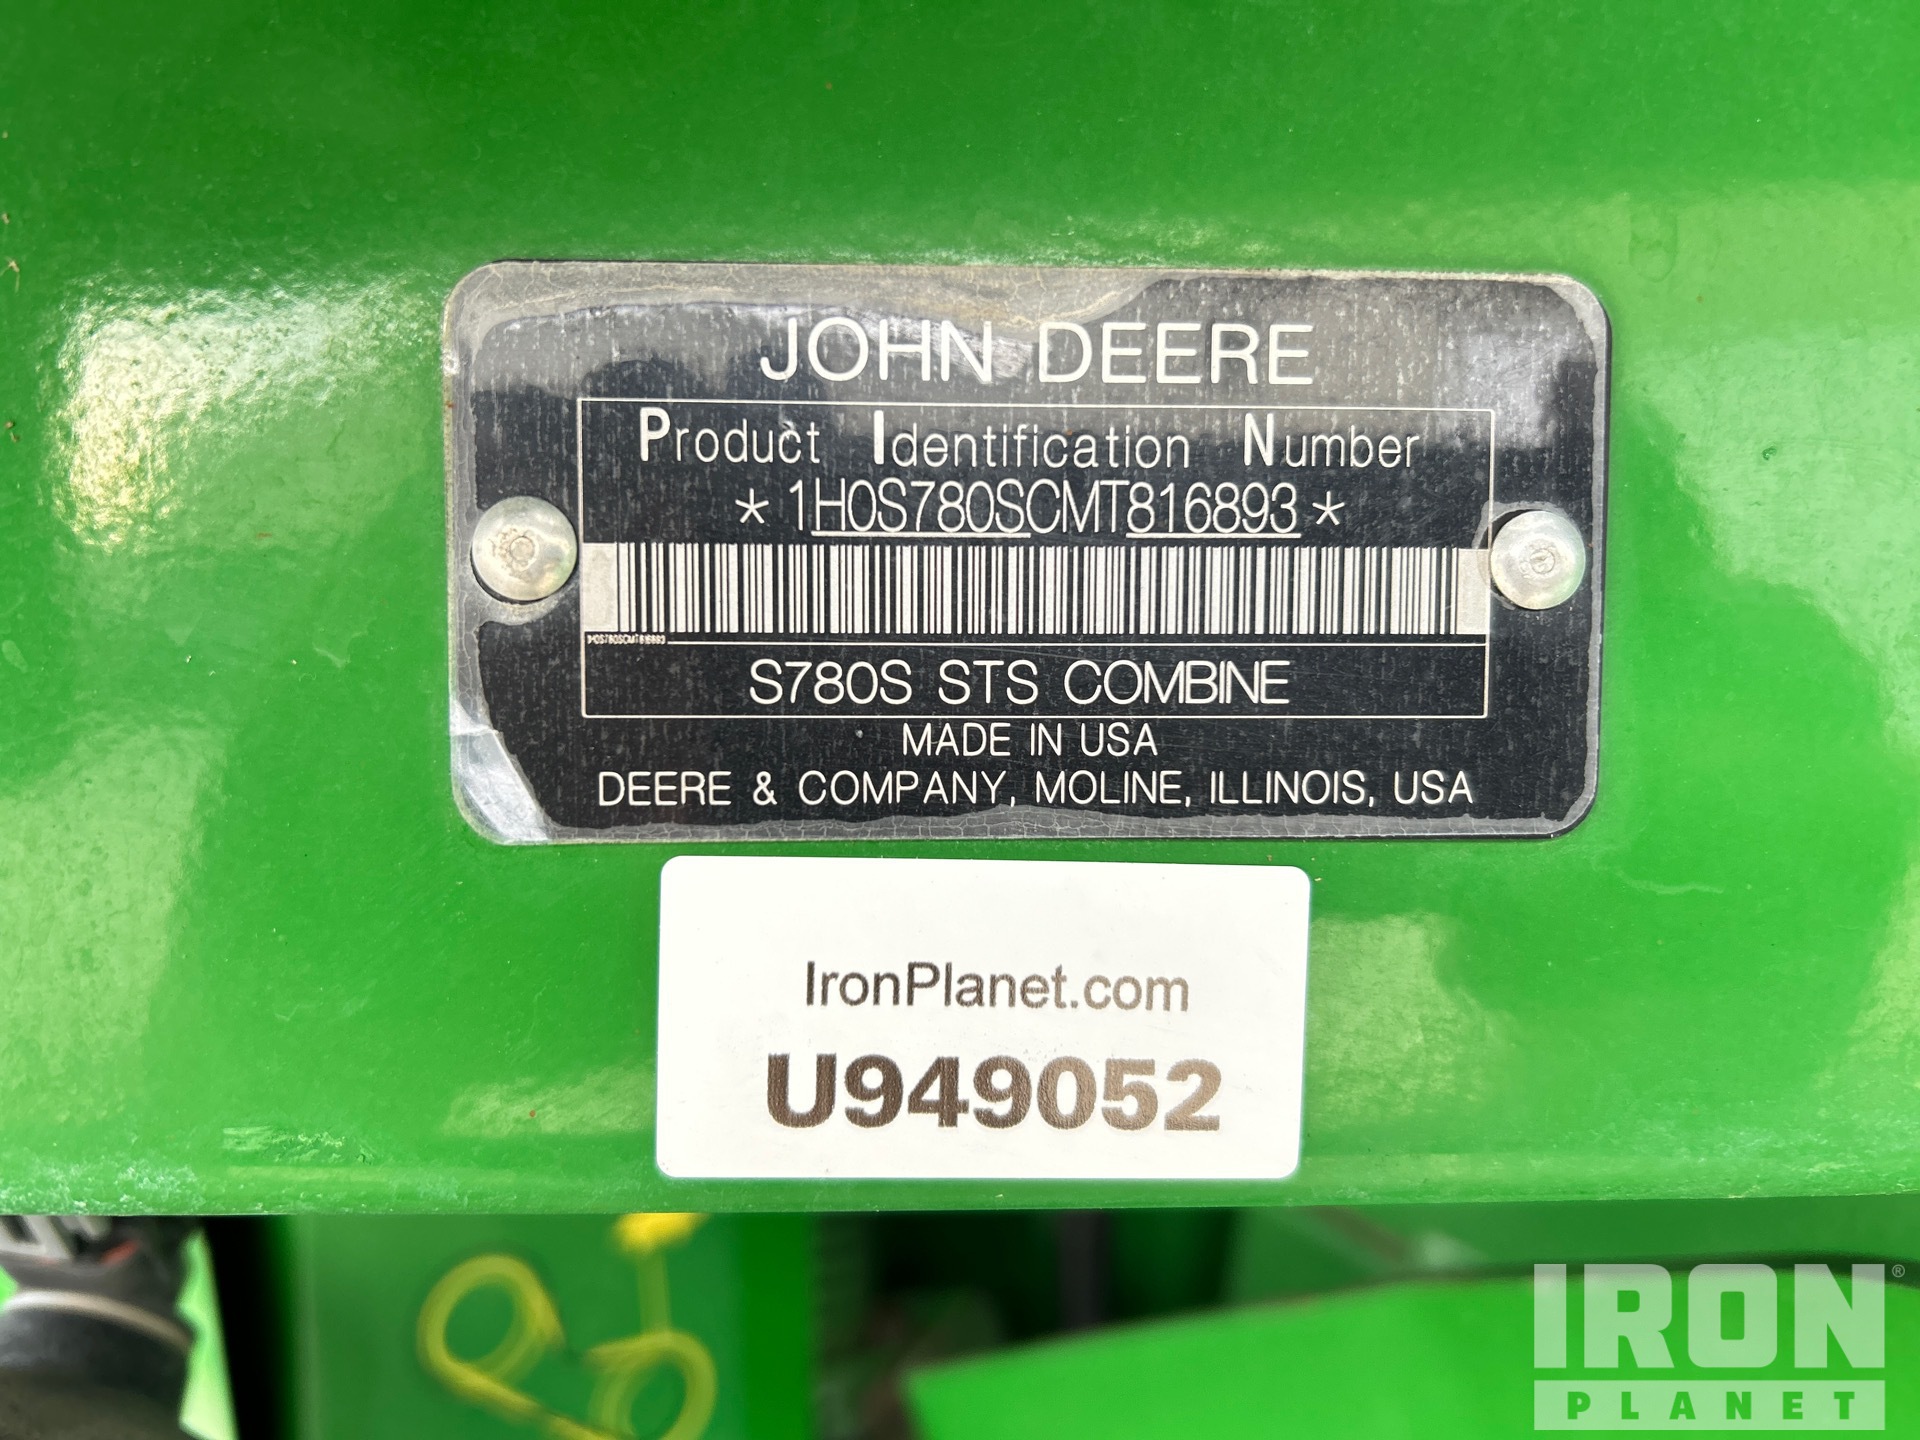 JOHN DEERE
Product Identification Number
*1H0S780SCMT816893*
1H0S780SCMT816893
S780S STS COMBINE
MADE IN USA
DEERE & COMPANY, MOLINE, ILLINOIS, USA
IronPlanet.com
U949052
IRON®
PLANET